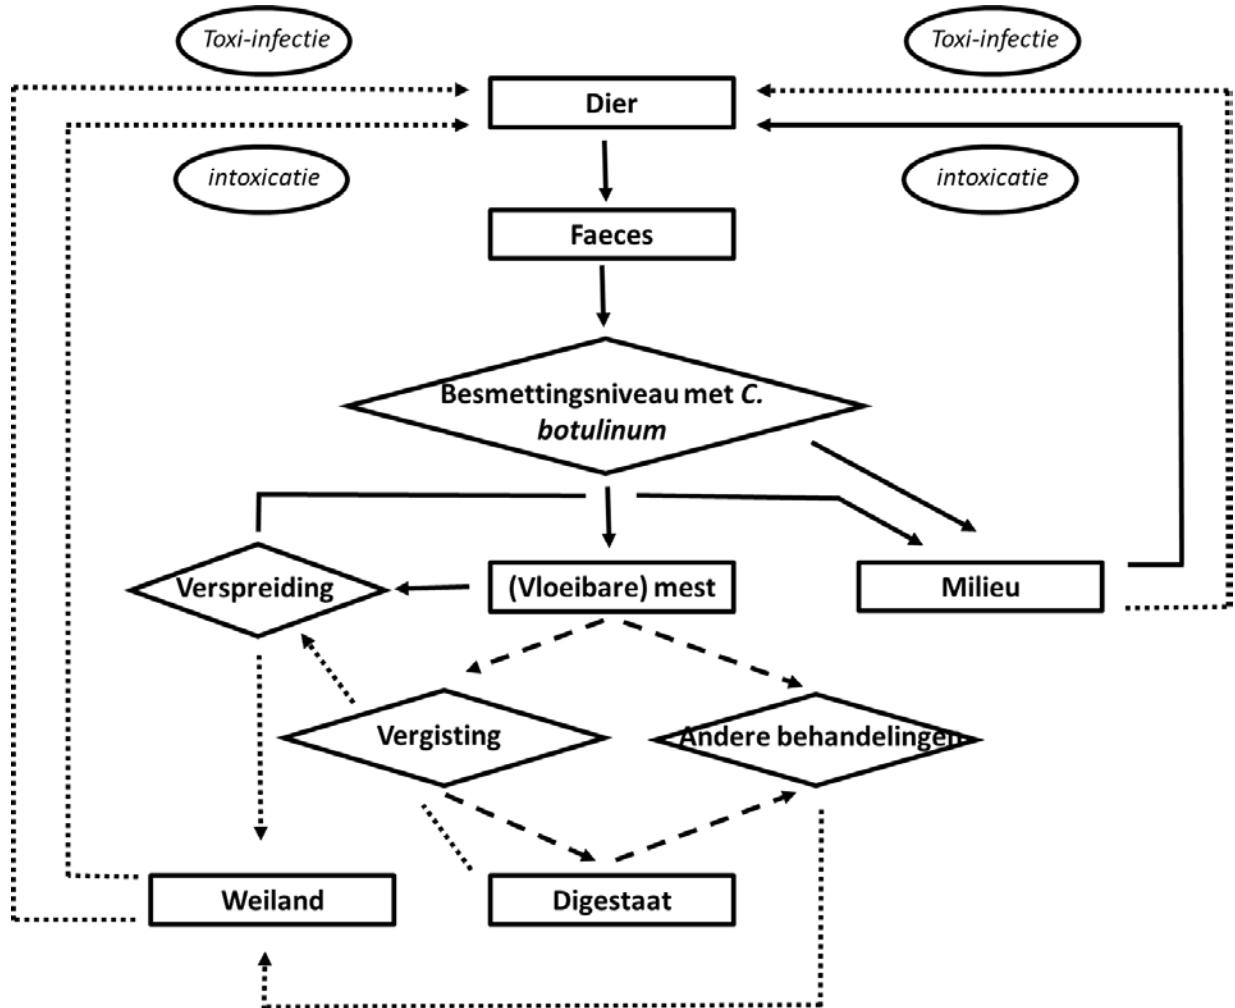 Toxi-infectie
Toxi-infectie
Dier
intoxicatie
intoxicatie
Faeces
Besmettingsniveau met C.
botulinum
Verspreiding
(Vloeibare) mest
Milieu
Vergisting
Andere behandelingen
Weiland
Digestaat